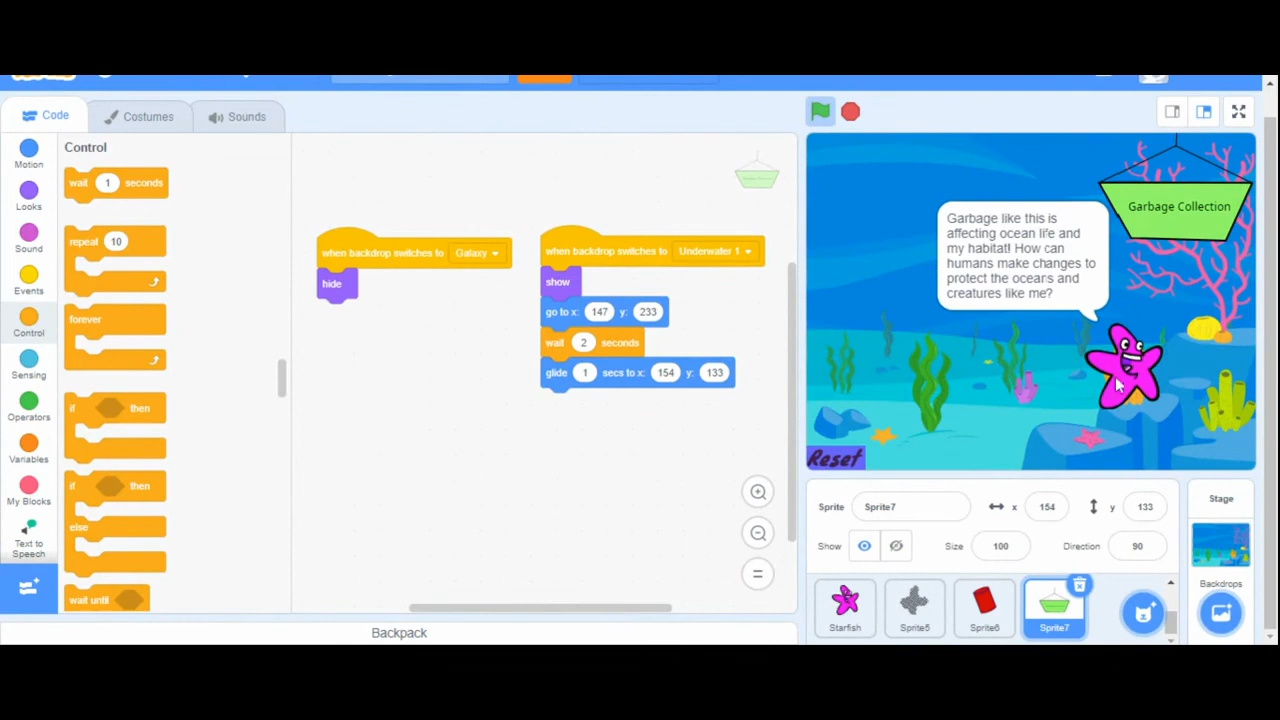 Code
Costumes
Sounds
Motion
Looks
Sound
Events
Control
Sensing
Operators
Variables
My Blocks
Text to
Speech
Control
wait 1 seconds
repeat 10
forever
if then
if then
else
wait until
when backdrop switches to Galaxy
hide
when backdrop switches to Underwater 1
show
go to x: 147 y: 233
wait 2 seconds
glide 1 secs to x: 154 y: 133
Backpack
Garbage Collection
Garbage like this is
affecting ocean life and
my habitat! How can
humans make changes to
protect the oceans and
creatures like me?
Reset
Sprite Sprite7 x 154 y 133
Show Size 100 Direction 90
Starfish
Sprite5
Sprite6
Sprite7
Stage
Backdrops